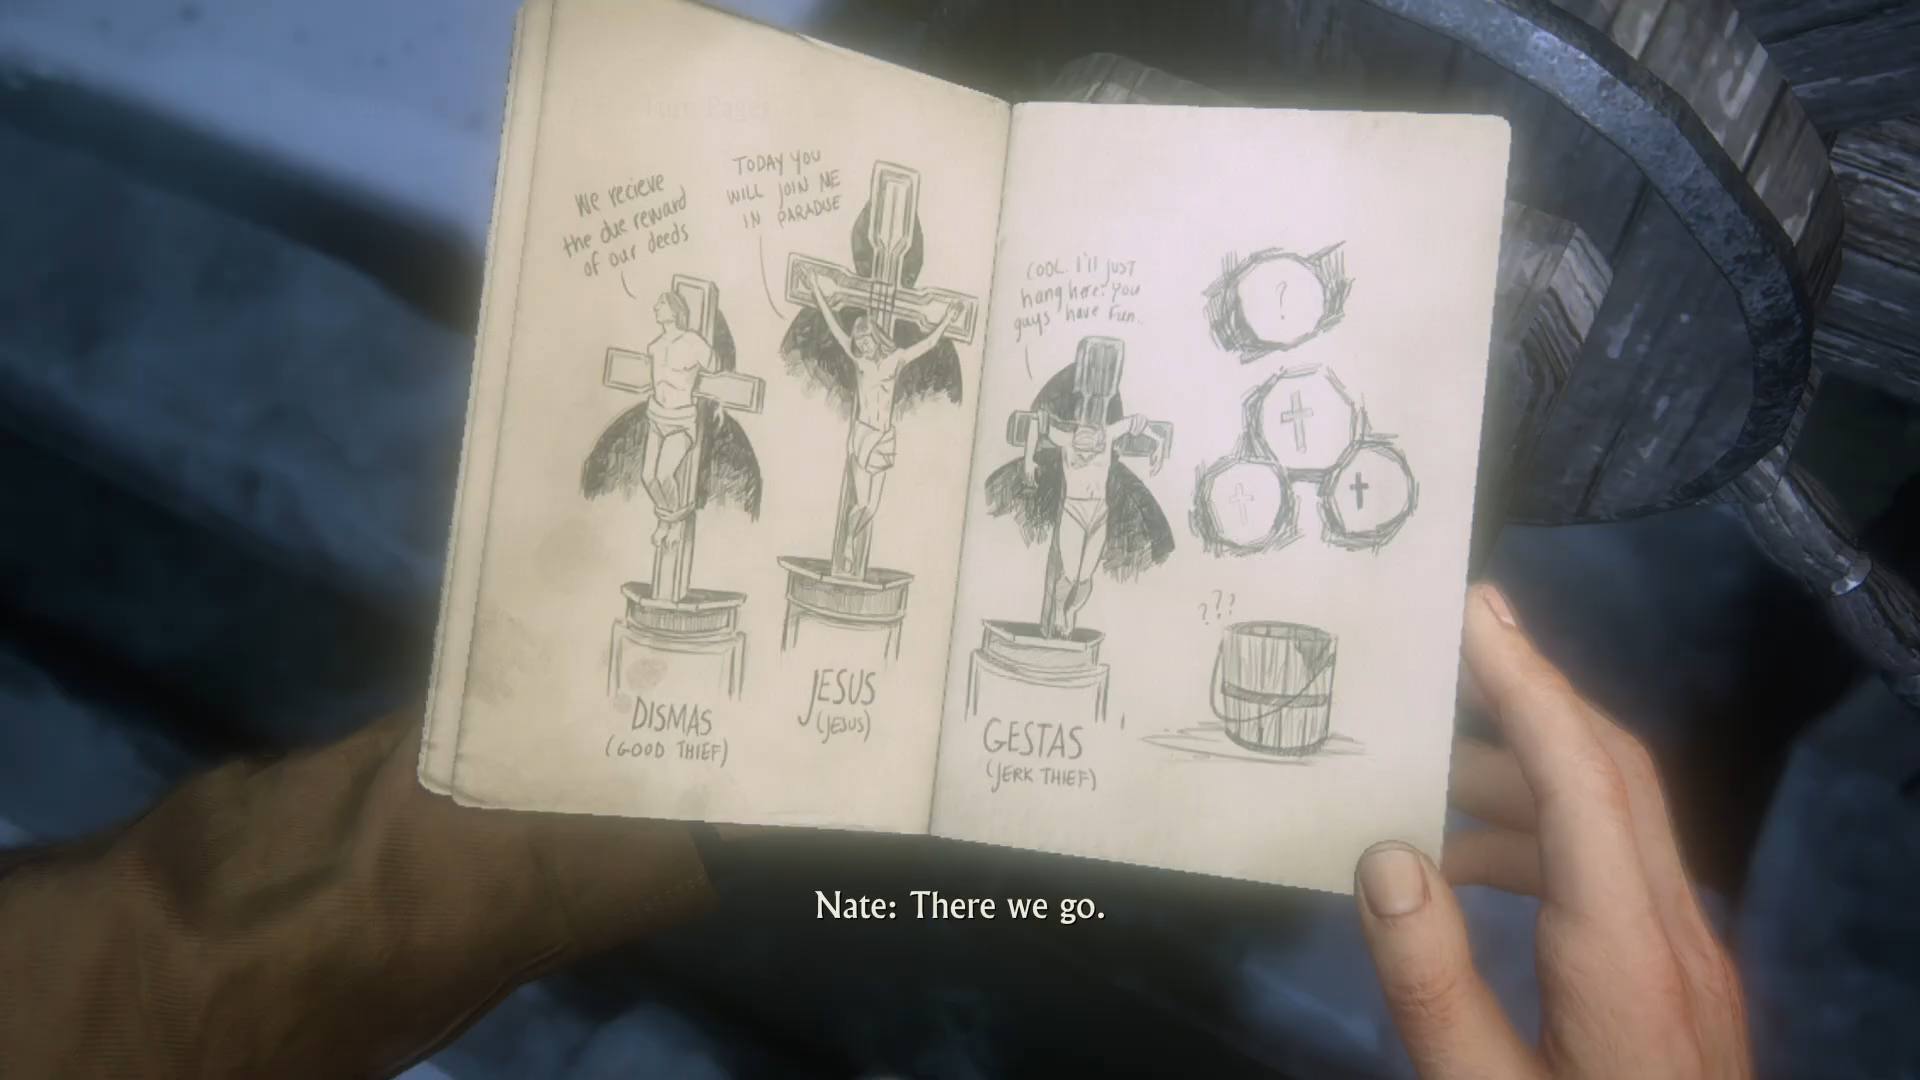 We recieve
the due reward
of our deeds
TODAY YOU
WILL JOIN ME
IN PARADISE
COOL. I'll JUST
hang here. You
guys have fun..
?
???
DISMAS
(GOOD THIEF)
JESUS
(JESUS)
GESTAS
(JERK THIEF)
Nate: There we go.